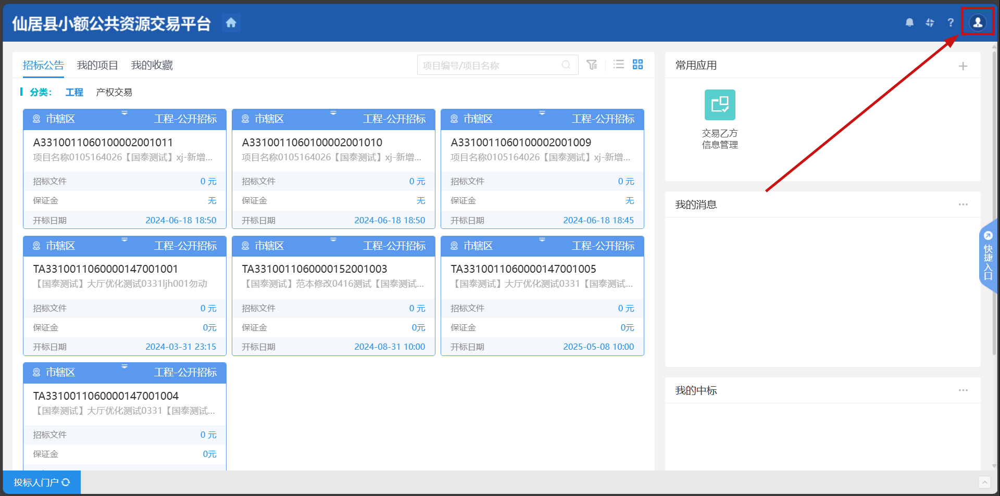 仙居县小额公共资源交易平台
?
招标公告 我的项目 我的收藏
项目编号/项目名称
分类： 工程 产权交易
市辖区 工程-公开招标
A3310011060100002001011
项目名称0105164026【国泰测试】xj-新增...
招标文件 0 元
保证金 无
开标日期 2024-06-18 18:50
市辖区 工程-公开招标
A3310011060100002001010
项目名称0105164026【国泰测试】xj-新增...
招标文件 0 元
保证金 无
开标日期 2024-06-18 18:50
市辖区 工程-公开招标
A3310011060100002001009
项目名称0105164026【国泰测试】xj-新增...
招标文件 0 元
保证金 无
开标日期 2024-06-18 18:45
市辖区 工程-公开招标
TA3310011060000147001001
【国泰测试】大厅优化测试0331ljh001勿动
招标文件 0 元
保证金 0元
开标日期 2024-03-31 23:15
市辖区 工程-公开招标
TA3310011060000152001003
【国泰测试】范本修改0416测试【国泰测试...
招标文件 0 元
保证金 0元
开标日期 2024-08-31 10:00
市辖区 工程-公开招标
TA3310011060000147001005
【国泰测试】大厅优化测试0331【国泰测试...
招标文件 0 元
保证金 0元
开标日期 2025-05-08 10:00
市辖区 工程-公开招标
TA3310011060000147001004
【国泰测试】大厅优化测试0331【国泰测试...
招标文件 0 元
保证金 0元
常用应用
交易乙方
信息管理
我的消息
我的中标
快捷入口
投标人门户